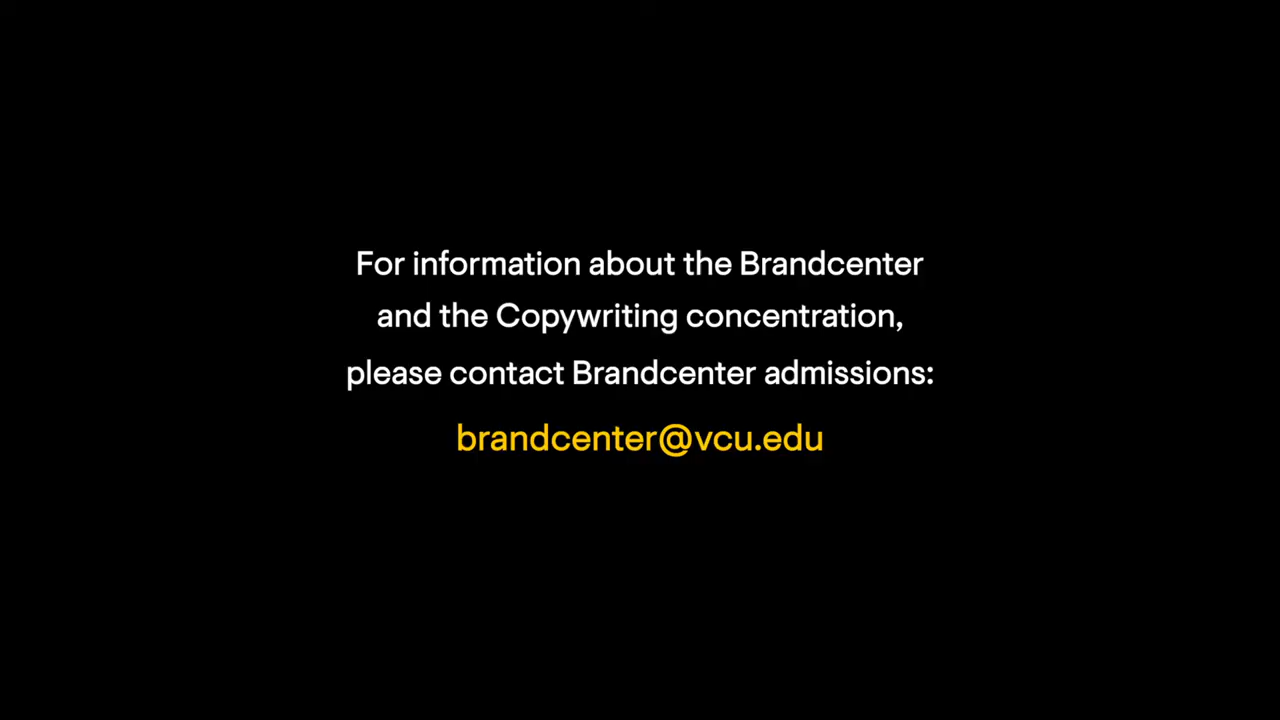 For information about the Brandcenter
and the Copywriting concentration,
please contact Brandcenter admissions:
brandcenter@vcu.edu